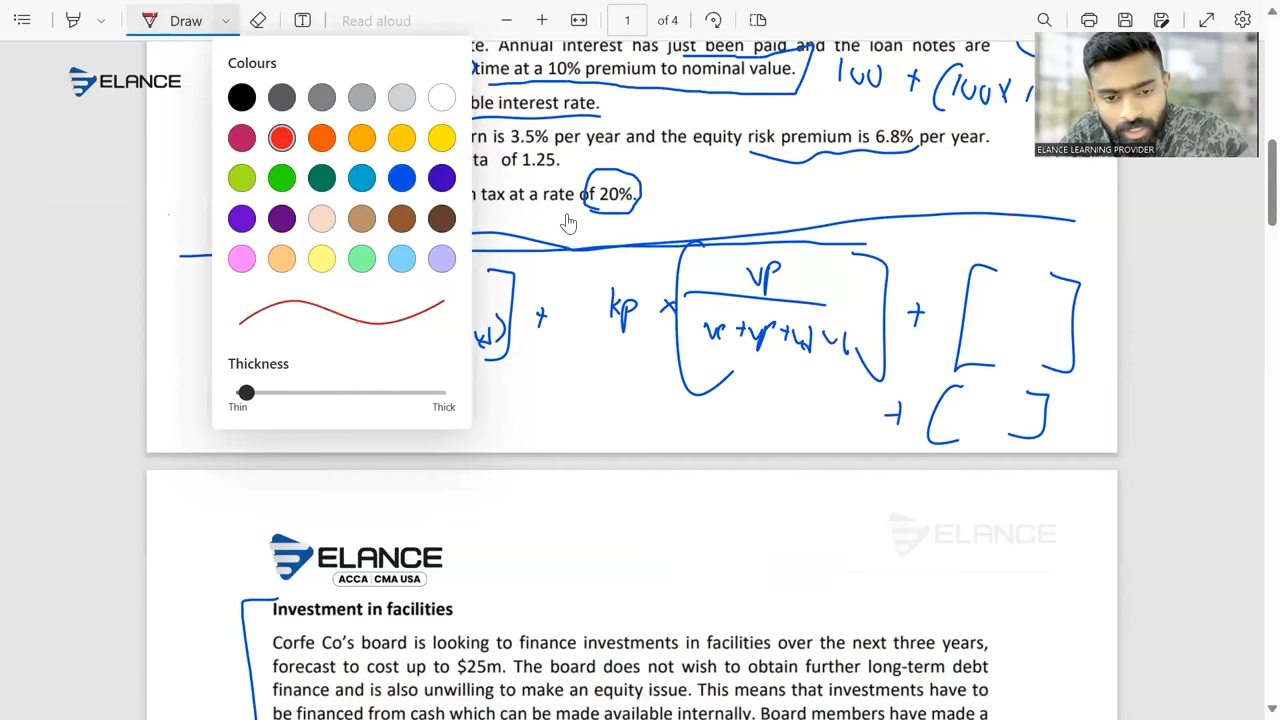 Draw
Read aloud
1 of 4
Colours
Thickness
Thin Thick
ELANCE
te. Annual interest has just been paid and the loan notes are
time at a 10% premium to nominal value.
100 + (100 x 1
ble interest rate.
rn is 3.5% per year and the equity risk premium is 6.8% per year.
ta of 1.25.
n tax at a rate of 20%.
ELANCE LEARNING PROVIDER
+ kp x vp +
+
ELANCE
ACCA | CMA USA
ELANCE
Investment in facilities
Corfe Co's board is looking to finance investments in facilities over the next three years,
forecast to cost up to $25m. The board does not wish to obtain further long-term debt
finance and is also unwilling to make an equity issue. This means that investments have to
be financed from cash which can be made available internally. Board members have made a